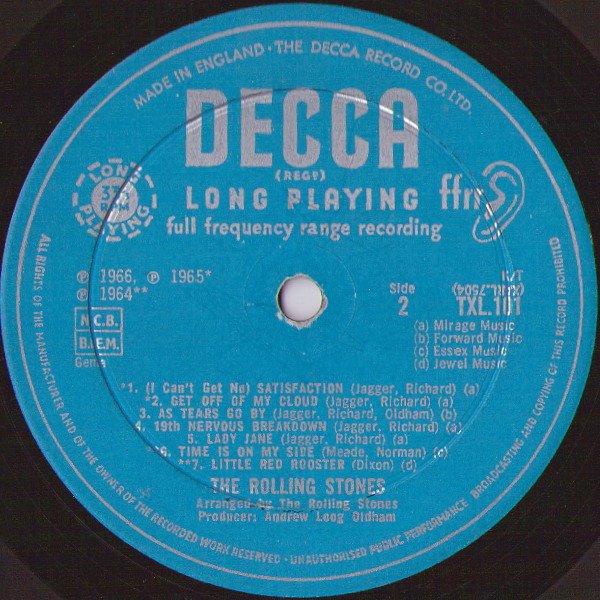 MADE IN ENGLAND · THE DECCA RECORD CO. LTD.
DECCA
(REGD)
LONG PLAYING
ffrr
full frequency range recording
LONG
PLAYING
℗ 1966, ℗ 1965*
℗ 1964**
N.C.B.
B.I.E.M.
Gema
Side
2
T/1
TXL.101
(a) Mirage Music
(b) Forward Music
(c) Essex Music
(d) Jewel Music
*1. (I Can't Get No) SATISFACTION (Jagger, Richard) (a)
*2. GET OFF OF MY CLOUD (Jagger, Richard) (a)
3. AS TEARS GO BY (Jagger, Richard, Oldham) (b)
4. 19th NERVOUS BREAKDOWN (Jagger, Richard) (a)
5. LADY JANE (Jagger, Richard) (a)
**6. TIME IS ON MY SIDE (Meade, Norman) (c)
**7. LITTLE RED ROOSTER (Dixon) (d)
THE ROLLING STONES
Arranged by The Rolling Stones
Producer: Andrew Loog Oldham
ALL RIGHTS OF THE MANUFACTURER AND OF THE OWNER OF THE RECORDED WORK RESERVED · UNAUTHORISED PUBLIC PERFORMANCE BROADCASTING AND COPYING OF THIS RECORD PROHIBITED